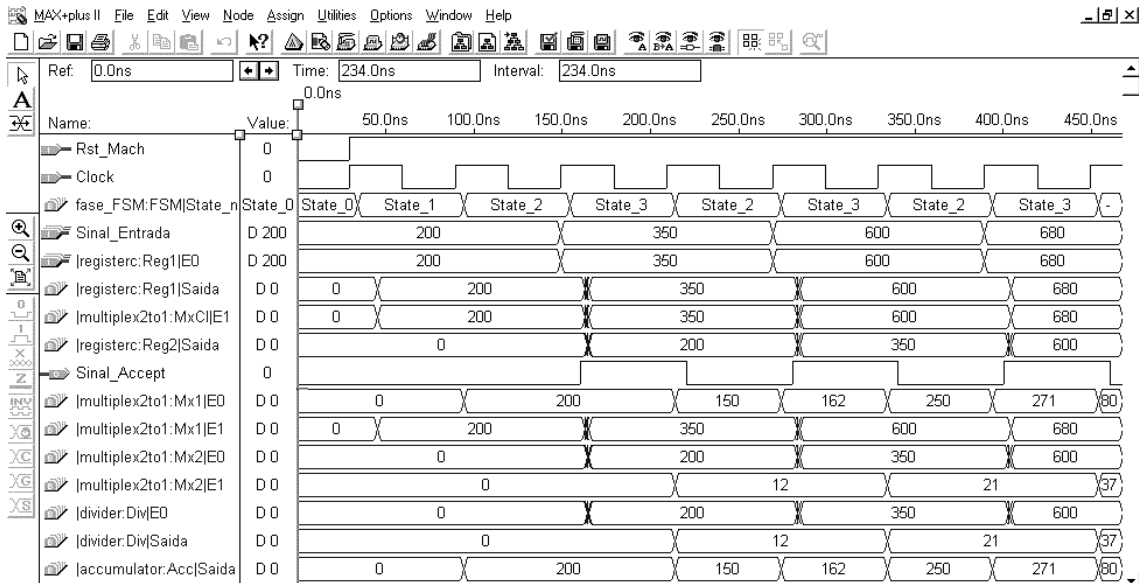 MAX+plus II File Edit View Node Assign Utilities Options Window Help
Ref: 0.0ns Time: 234.0ns Interval: 234.0ns
0.0ns
Name: Value: 50.0ns 100.0ns 150.0ns 200.0ns 250.0ns 300.0ns 350.0ns 400.0ns 450.0ns
Rst_Mach 0
Clock 0
fase_FSM:FSM|State_n State_0 State_0 State_1 State_2 State_3 State_2 State_3 State_2 State_3 -
Sinal_Entrada D 200 200 350 600 680
|registerc:Reg1|E0 D 200 200 350 600 680
|registerc:Reg1|Saida D 0 0 200 350 600 680
|multiplex2to1:MxCl|E1 D 0 0 200 350 600 680
|registerc:Reg2|Saida D 0 0 200 350 600
Sinal_Accept 0
|multiplex2to1:Mx1|E0 D 0 0 200 150 162 250 271 80
|multiplex2to1:Mx1|E1 D 0 0 200 350 600 680
|multiplex2to1:Mx2|E0 D 0 0 200 350 600
|multiplex2to1:Mx2|E1 D 0 0 12 21 37
|divider:Div|E0 D 0 0 200 350 600
|divider:Div|Saida D 0 0 12 21 37
|accumulator:Acc|Saida D 0 0 200 150 162 250 271 80